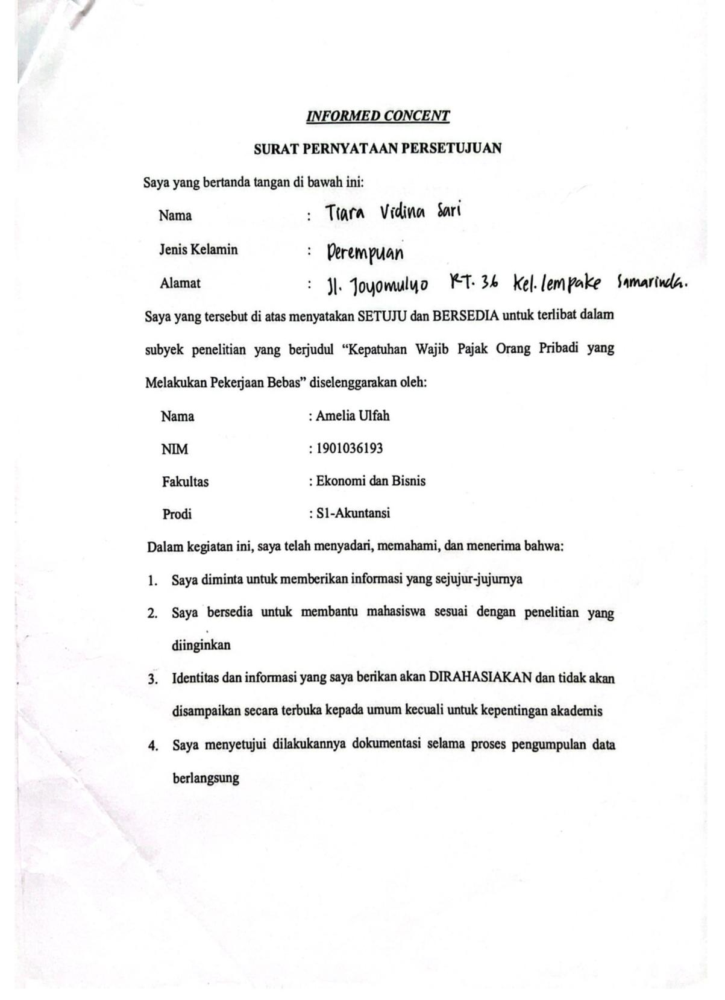 INFORMED CONCENT
SURAT PERNYATAAN PERSETUJUAN
Saya yang bertanda tangan di bawah ini:
Nama : Tiara Vidina Sari
Jenis Kelamin : Perempuan
Alamat : Jl. Joyomulyo RT. 36 Kel. lempake Samarinda.
Saya yang tersebut di atas menyatakan SETUJU dan BERSEDIA untuk terlibat dalam
subyek penelitian yang berjudul “Kepatuhan Wajib Pajak Orang Pribadi yang
Melakukan Pekerjaan Bebas” diselenggarakan oleh:
Nama : Amelia Ulfah
NIM : 1901036193
Fakultas : Ekonomi dan Bisnis
Prodi : S1-Akuntansi
Dalam kegiatan ini, saya telah menyadari, memahami, dan menerima bahwa:
1. Saya diminta untuk memberikan informasi yang sejujur-jujurnya
2. Saya bersedia untuk membantu mahasiswa sesuai dengan penelitian yang
diinginkan
3. Identitas dan informasi yang saya berikan akan DIRAHASIAKAN dan tidak akan
disampaikan secara terbuka kepada umum kecuali untuk kepentingan akademis
4. Saya menyetujui dilakukannya dokumentasi selama proses pengumpulan data
berlangsung